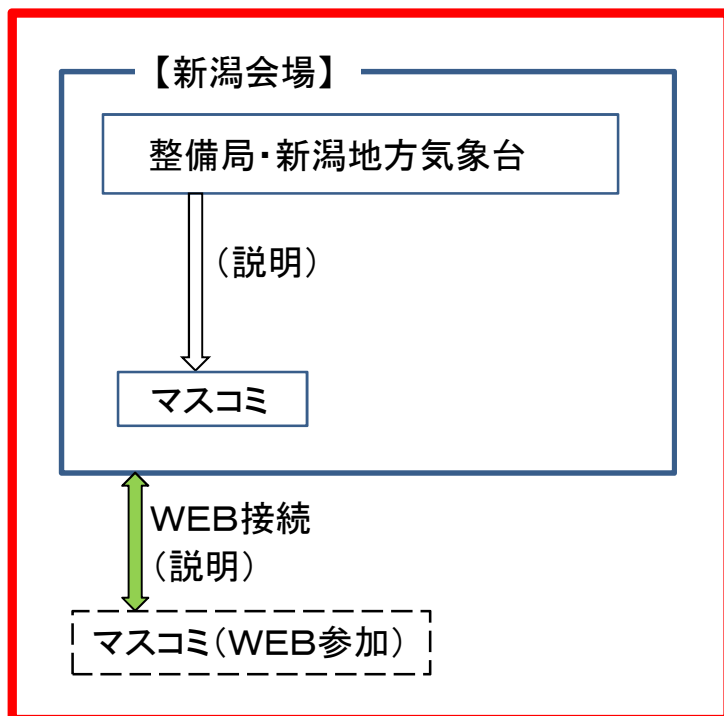 【新潟会場】
整備局・新潟地方気象台
（説明）
マスコミ
ＷＥＢ接続
（説明）
マスコミ（ＷＥＢ参加）